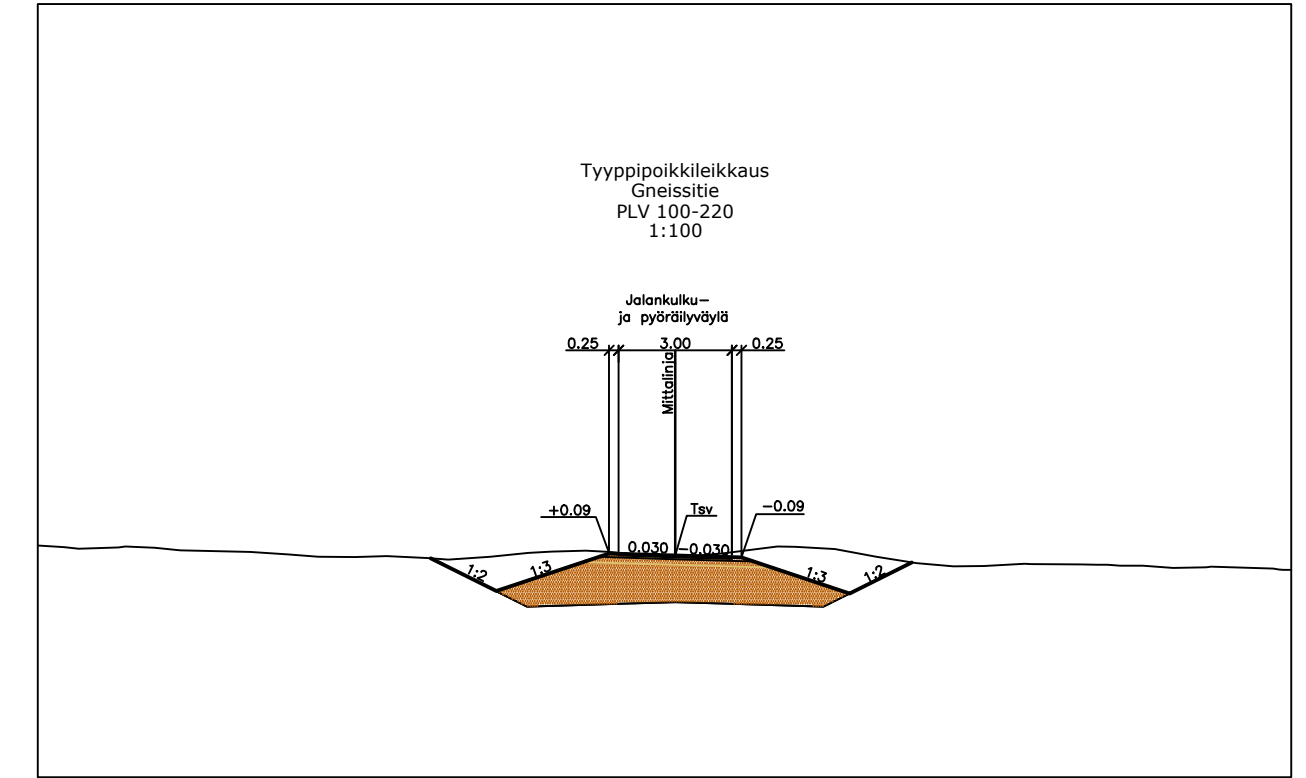 Tyyppipoikkileikkaus
Gneissitie
PLV 100-220
1:100
Jalankulku-
ja pyöräilyväylä
0.25 3.00 0.25
Mittalinja
+0.09 Tsv -0.09
0.030 -0.030
1:2 1:3 1:3 1:2